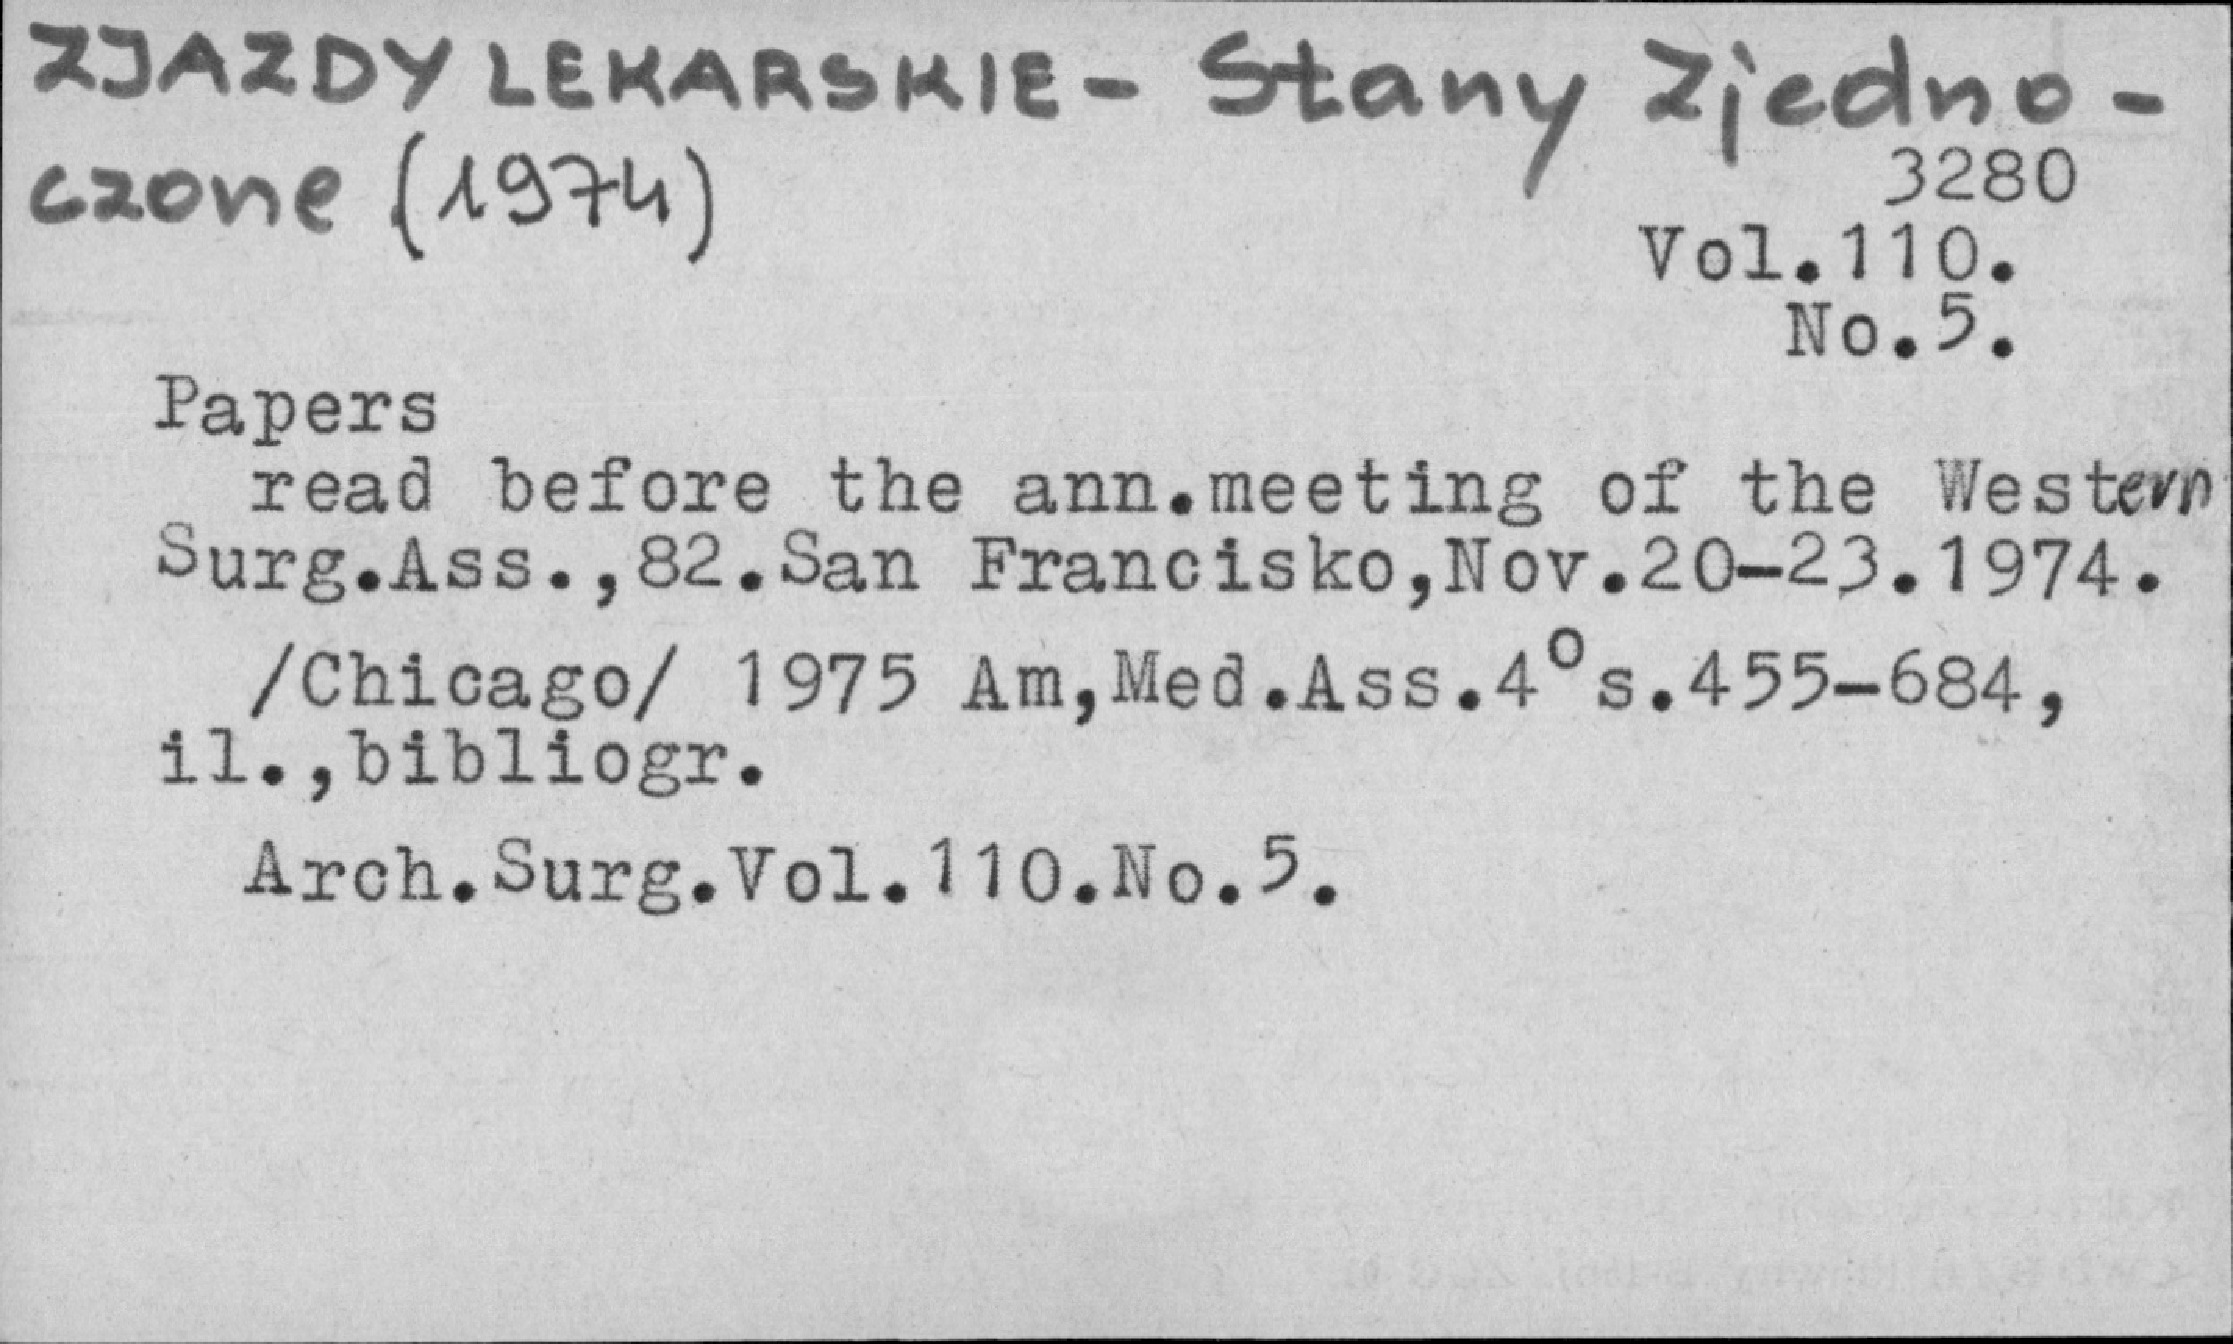 ZJAZDY LEKARSKIE - Stany Zjedno-
czone (1974)
3280
Vol.110.
No.5.
Papers
read before the ann.meeting of the Western
Surg.Ass.,82.San Francisko,Nov.20-23.1974.
/Chicago/ 1975 Am,Med.Ass.4°s.455-684,
il.,bibliogr.
Arch.Surg.Vol.110.No.5.